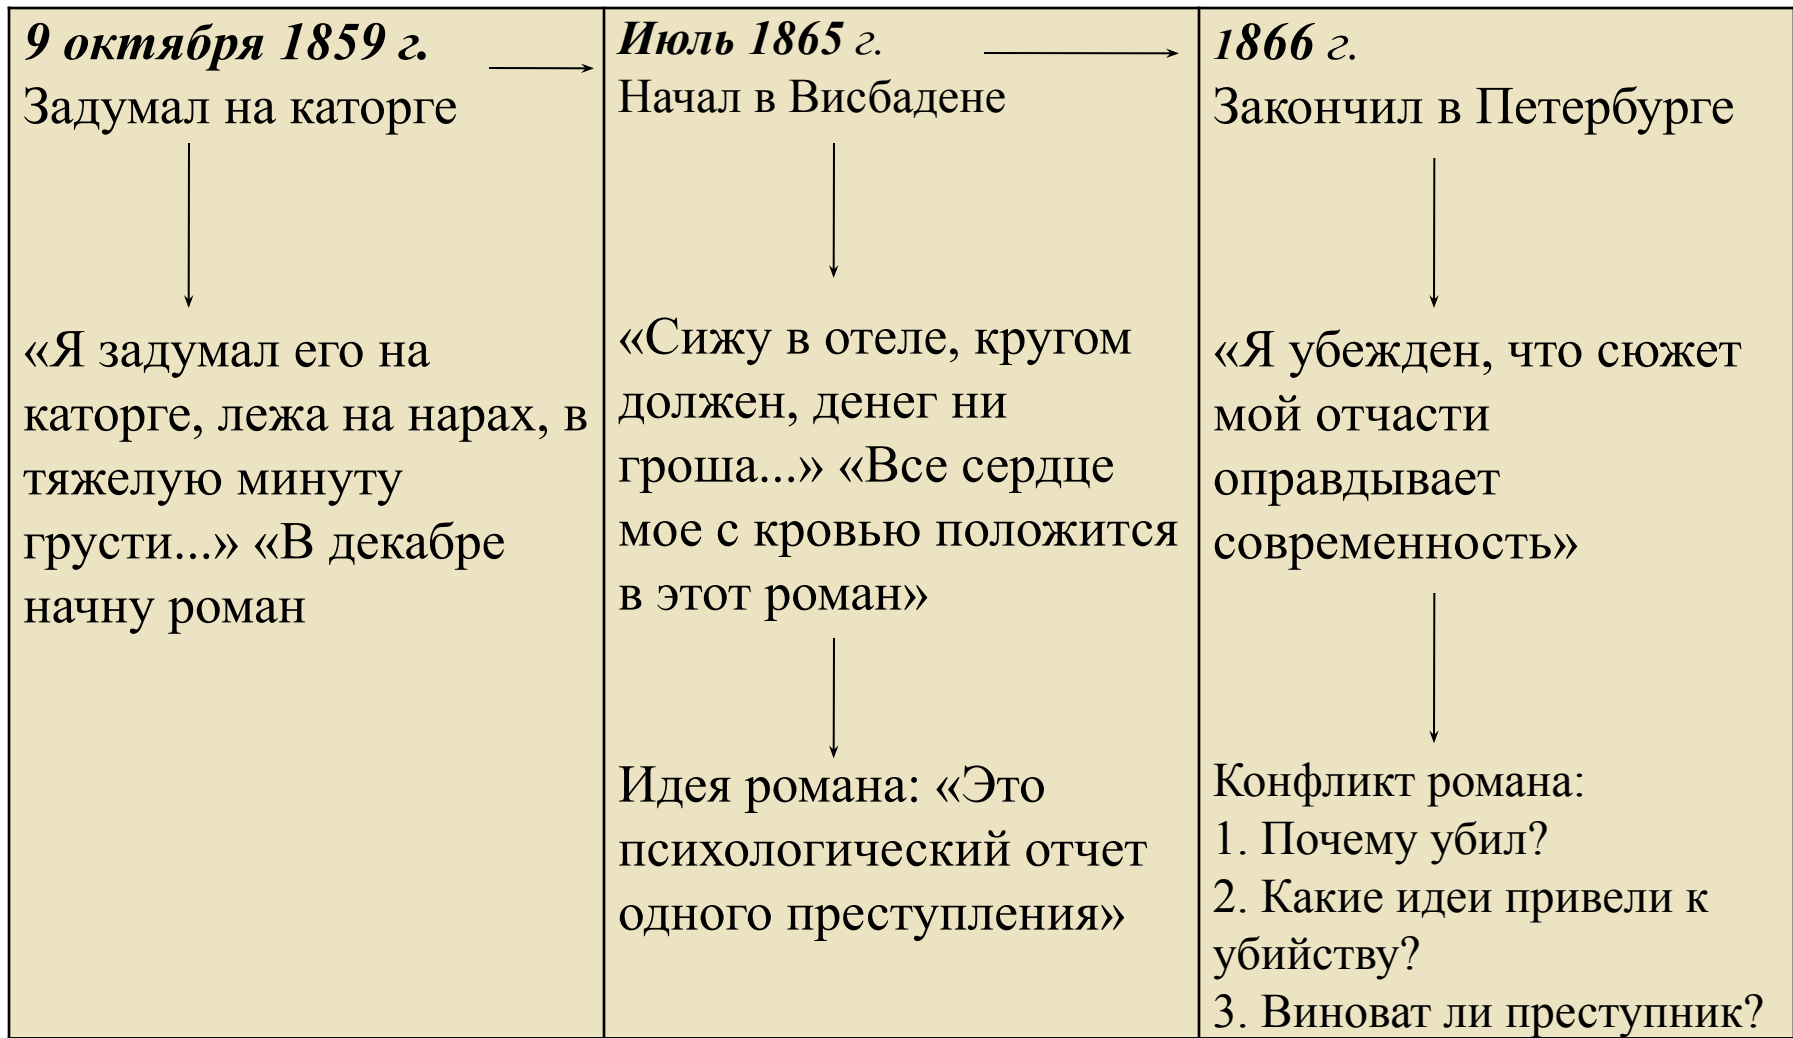 9 октября 1859 г.
Задумал на каторге
«Я задумал его на
каторге, лежа на нарах, в
тяжелую минуту
грусти...» «В декабре
начну роман
Июль 1865 г.
Начал в Висбадене
«Сижу в отеле, кругом
должен, денег ни
гроша...» «Все сердце
мое с кровью положится
в этот роман»
Идея романа: «Это
психологический отчет
одного преступления»
1866 г.
Закончил в Петербурге
«Я убежден, что сюжет
мой отчасти
оправдывает
современность»
Конфликт романа:
1. Почему убил?
2. Какие идеи привели к
убийству?
3. Виноват ли преступник?